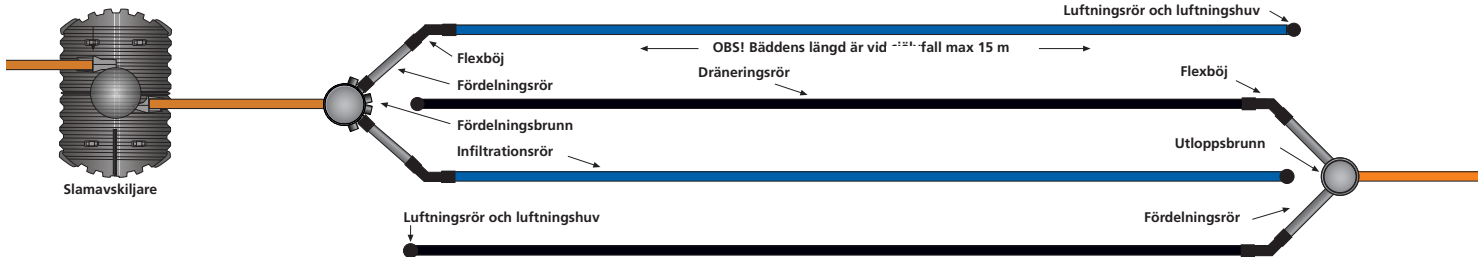 Luftningsrör och luftningshuv
OBS! Bäddens längd är vid fall max 15 m
Flexböj
Dräneringsrör
Flexböj
Fördelningsrör
Fördelningsbrunn
Utloppsbrunn
Infiltrationsrör
Slamavskiljare
Luftningsrör och luftningshuv
Fördelningsrör